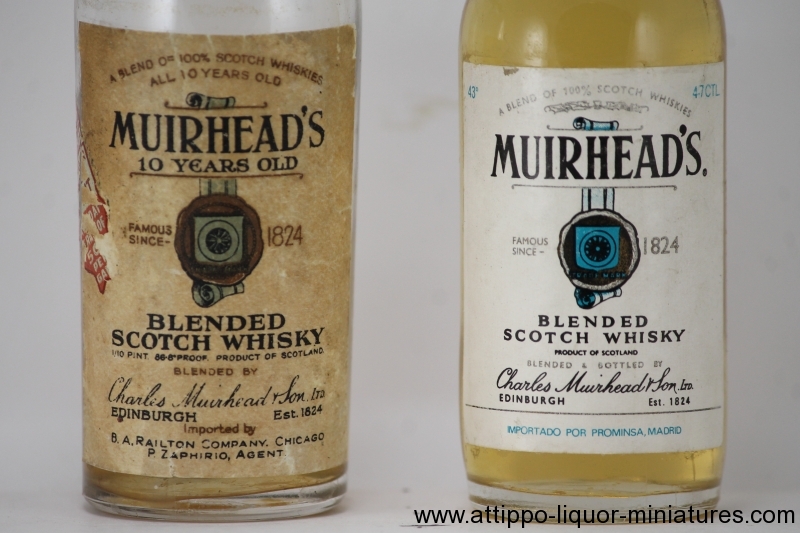 A BLEND OF 100% SCOTCH WHISKIES
ALL 10 YEARS OLD
MUIRHEAD'S
10 YEARS OLD
FAMOUS
SINCE- 1824
BLENDED
SCOTCH WHISKY
1/10 PINT. 86·8°PROOF. PRODUCT OF SCOTLAND.
BLENDED BY
Charles Muirhead & Son, Ltd.
EDINBURGH Est. 1824
Imported by
B. A. RAILTON COMPANY. CHICAGO
P. ZAPHIRIO, AGENT.
43° 4·7CTL
A BLEND OF 100% SCOTCH WHISKIES
MUIRHEAD'S.
FAMOUS
SINCE - 1824
BLENDED
SCOTCH WHISKY
PRODUCT OF SCOTLAND
BLENDED & BOTTLED BY
Charles Muirhead & Son, Ltd.
EDINBURGH Est. 1824
IMPORTADO POR PROMINSA, MADRID
www.attippo-liquor-miniatures.com